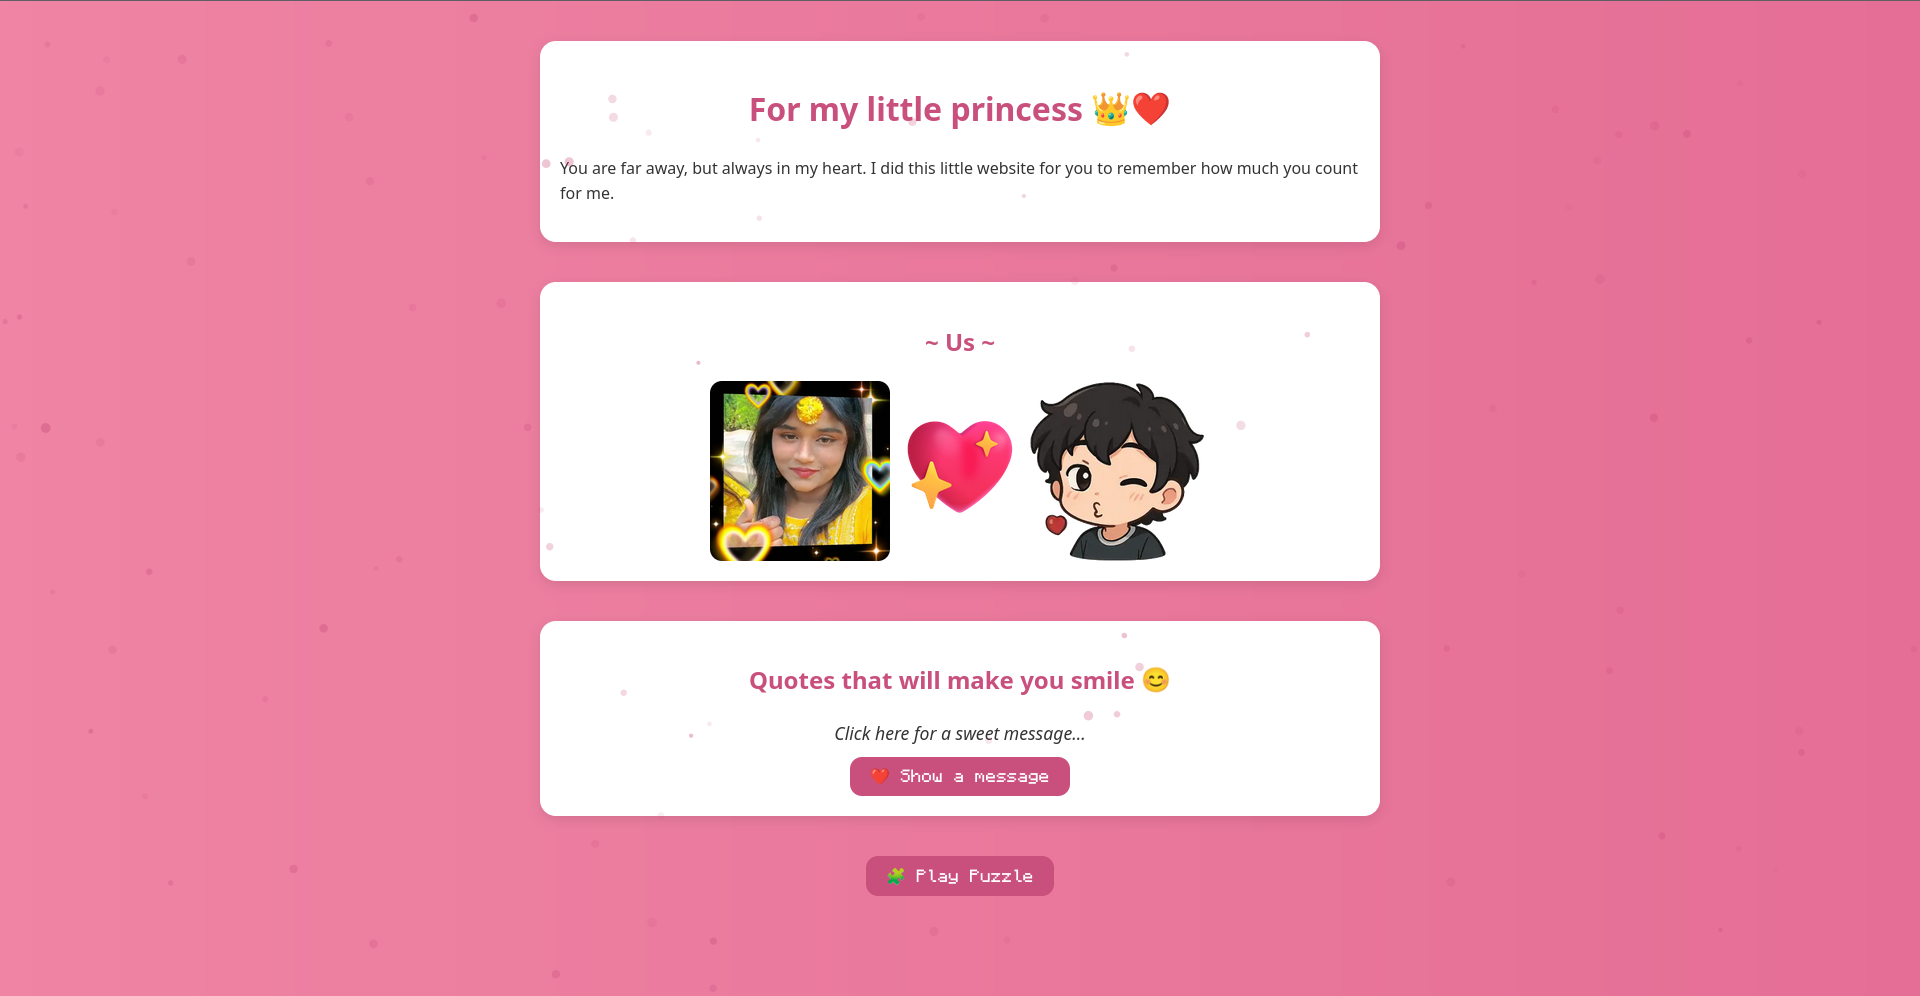 For my little princess 👑❤️
You are far away, but always in my heart. I did this little website for you to remember how much you count
for me.
~ Us ~
Quotes that will make you smile 😊
Click here for a sweet message...
❤️ Show a message
🧩 Play Puzzle